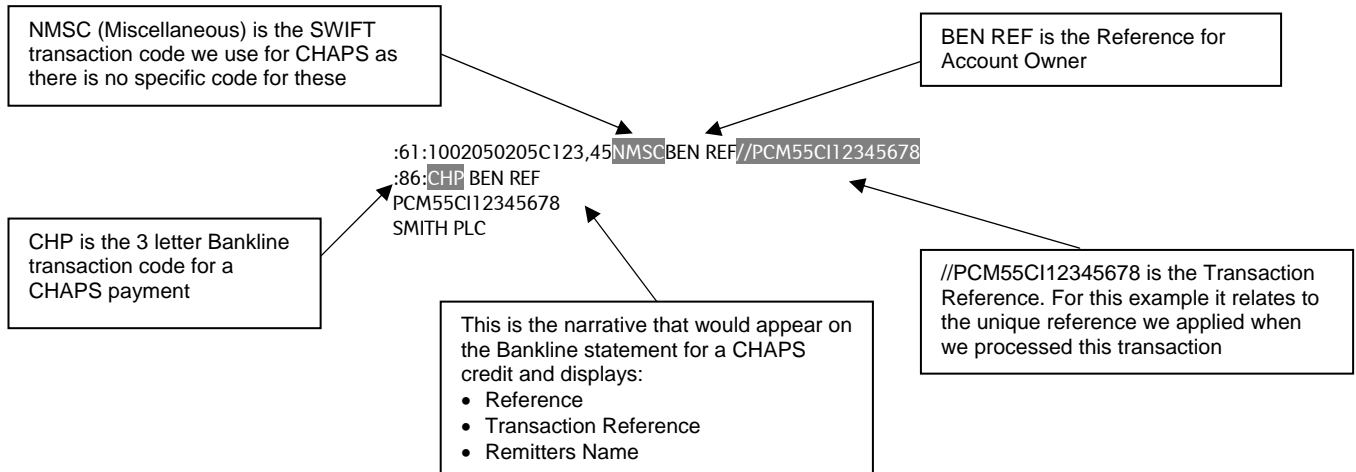 NMSC (Miscellaneous) is the SWIFT
transaction code we use for CHAPS as
there is no specific code for these
BEN REF is the Reference for
Account Owner
:61:1002050205C123,45NMSCBEN REF//PCM55CI12345678
:86:CHP BEN REF
PCM55CI12345678
SMITH PLC
CHP is the 3 letter Bankline
transaction code for a
CHAPS payment
This is the narrative that would appear on
the Bankline statement for a CHAPS
credit and displays:
• Reference
• Transaction Reference
• Remitters Name
//PCM55CI12345678 is the Transaction
Reference. For this example it relates to
the unique reference we applied when
we processed this transaction